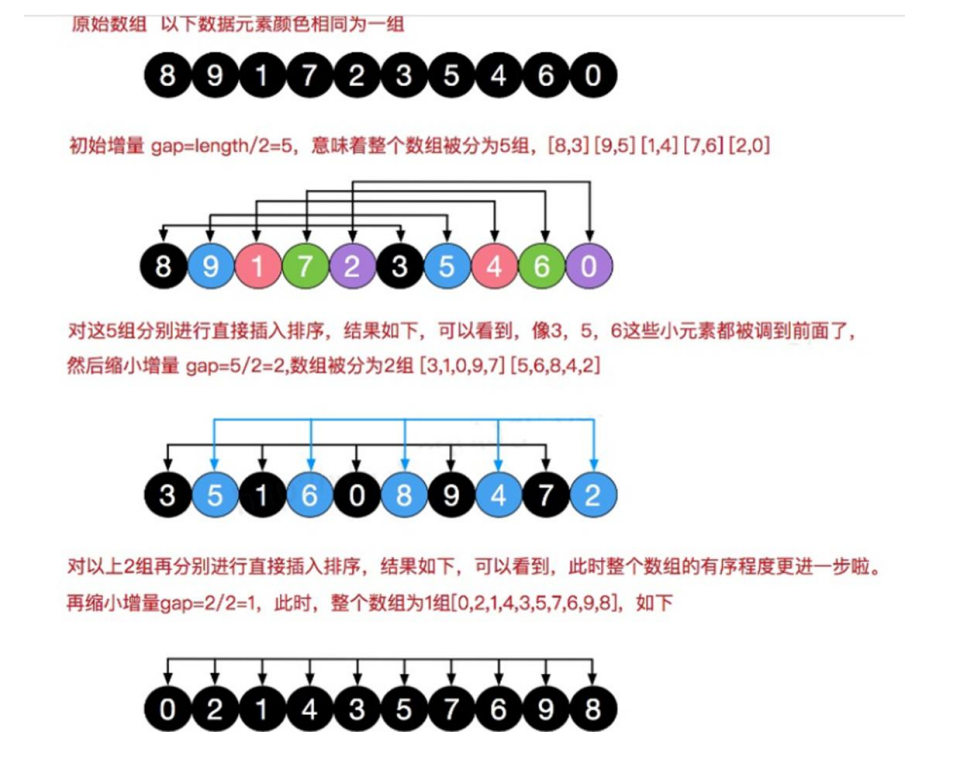 原始数组 以下数据元素颜色相同为一组
8 9 1 7 2 3 5 4 6 0
初始增量 gap=length/2=5，意味着整个数组被分为5组，[8,3] [9,5] [1,4] [7,6] [2,0]
8 9 1 7 2 3 5 4 6 0
对这5组分别进行直接插入排序，结果如下，可以看到，像3，5，6这些小元素都被调到前面了，
然后缩小增量 gap=5/2=2,数组被分为2组 [3,1,0,9,7] [5,6,8,4,2]
3 5 1 6 0 8 9 4 7 2
对以上2组再分别进行直接插入排序，结果如下，可以看到，此时整个数组的有序程度更进一步啦。
再缩小增量gap=2/2=1，此时，整个数组为1组[0,2,1,4,3,5,7,6,9,8]，如下
0 2 1 4 3 5 7 6 9 8